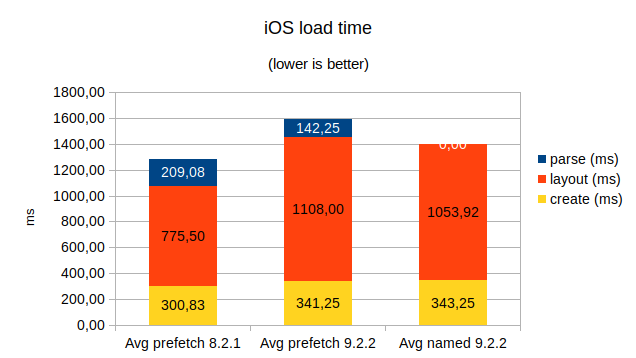 iOS load time
(lower is better)
1800,00
1600,00
1400,00
1200,00
1000,00
800,00
600,00
400,00
200,00
0,00
ms
209,08
775,50
300,83
142,25
1108,00
341,25
0,00
1053,92
343,25
Avg prefetch 8.2.1
Avg prefetch 9.2.2
Avg named 9.2.2
parse (ms)
layout (ms)
create (ms)